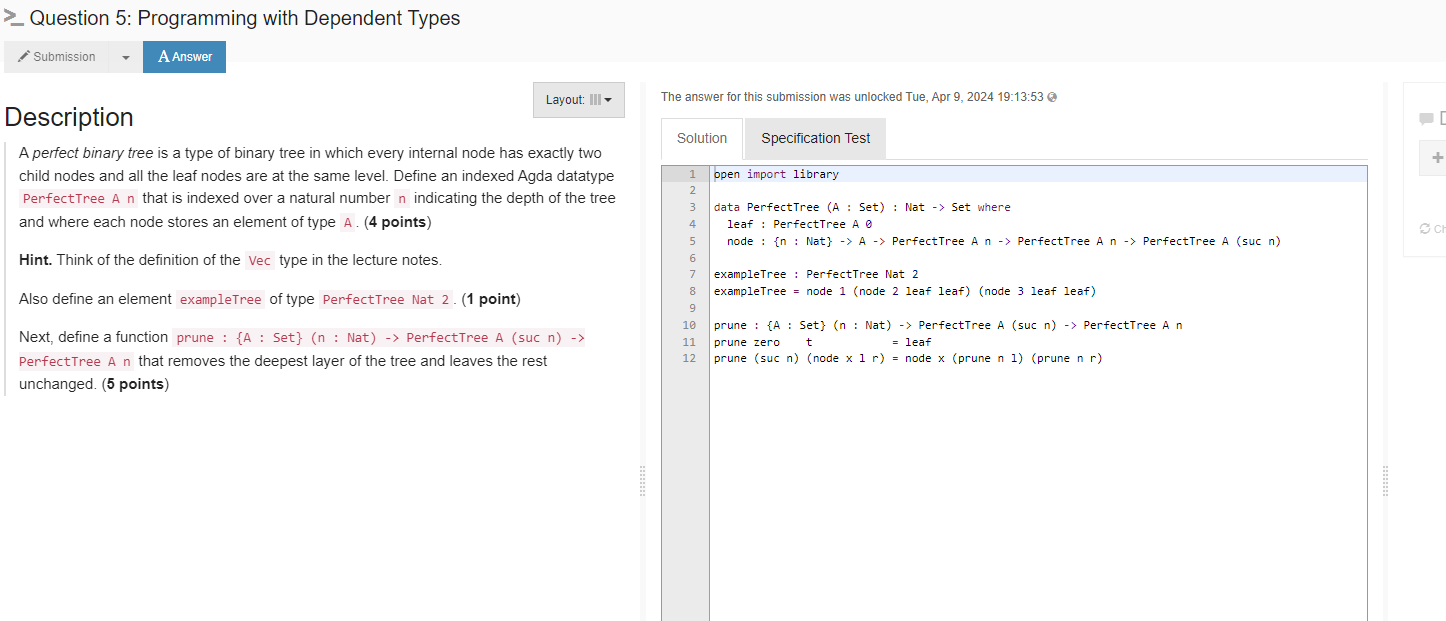 >_ Question 5: Programming with Dependent Types
Submission
A Answer
Layout:
Description
A perfect binary tree is a type of binary tree in which every internal node has exactly two
child nodes and all the leaf nodes are at the same level. Define an indexed Agda datatype
PerfectTree A n that is indexed over a natural number n indicating the depth of the tree
and where each node stores an element of type A. (4 points)
Hint. Think of the definition of the Vec type in the lecture notes.
Also define an element exampleTree of type PerfectTree Nat 2. (1 point)
Next, define a function prune : {A : Set} (n : Nat) -> PerfectTree A (suc n) ->
PerfectTree A n that removes the deepest layer of the tree and leaves the rest
unchanged. (5 points)
The answer for this submission was unlocked Tue, Apr 9, 2024 19:13:53
Solution
Specification Test
1 open import library
2
3 data PerfectTree (A : Set) : Nat -> Set where
4   leaf : PerfectTree A 0
5   node : {n : Nat} -> A -> PerfectTree A n -> PerfectTree A n -> PerfectTree A (suc n)
6
7 exampleTree : PerfectTree Nat 2
8 exampleTree = node 1 (node 2 leaf leaf) (node 3 leaf leaf)
9
10 prune : {A : Set} (n : Nat) -> PerfectTree A (suc n) -> PerfectTree A n
11 prune zero    t            = leaf
12 prune (suc n) (node x l r) = node x (prune n l) (prune n r)